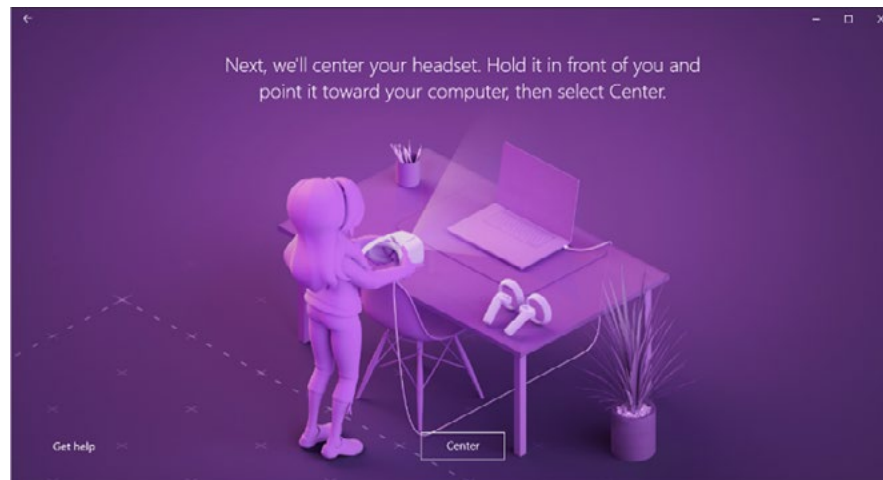 Next, we'll center your headset. Hold it in front of you and
point it toward your computer, then select Center.
Get help
Center